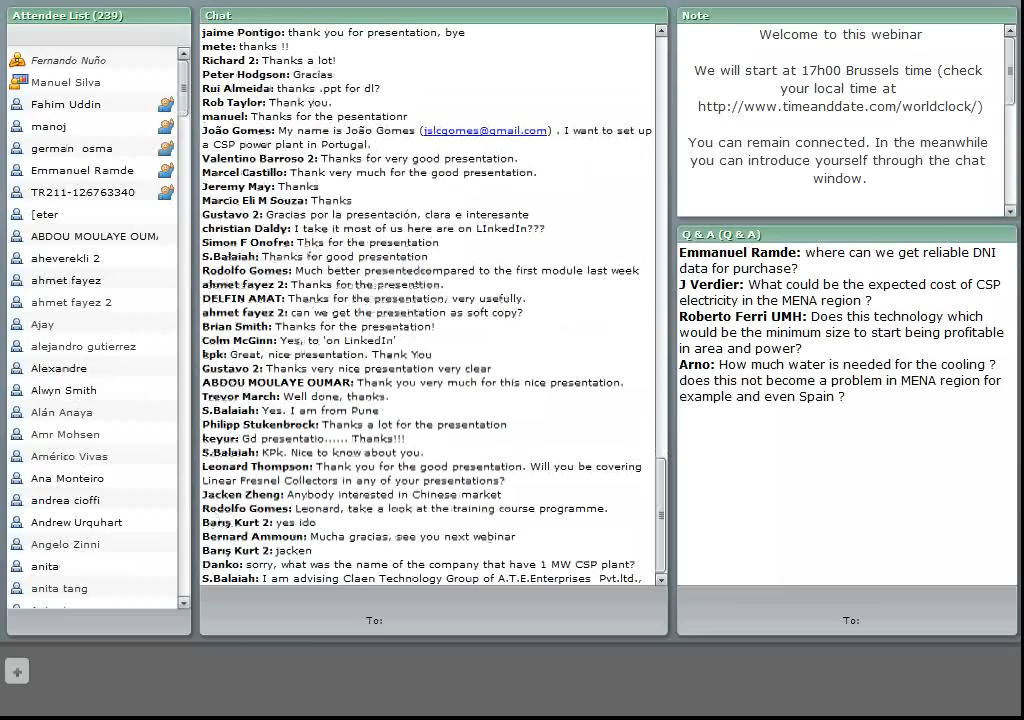 Attendee List (239)
Fernando Nuño
Manuel Silva
Fahim Uddin
manoj
german osma
Emmanuel Ramde
TR211-126763340
[eter
ABDOU MOULAYE OUMA
aheverekli 2
ahmet fayez
ahmet fayez 2
Ajay
alejandro gutierrez
Alexandre
Alwyn Smith
Alán Anaya
Amr Mohsen
Américo Vivas
Ana Monteiro
andrea cioffi
Andrew Urquhart
Angelo Zinni
anita
anita tang
Chat
jaime Pontigo: thank you for presentation, bye
mete: thanks !!
Richard 2: Thanks a lot!
Peter Hodgson: Gracias
Rui Almeida: thanks .ppt for dl?
Rob Taylor: Thank you.
manuel: Thanks for the pesentationr
João Gomes: My name is João Gomes (jslcgomes@gmail.com) . I want to set up
a CSP power plant in Portugal.
Valentino Barroso 2: Thanks for very good presentation.
Marcel Castillo: Thank very much for the good presentation.
Jeremy May: Thanks
Marcio Eli M Souza: Thanks
Gustavo 2: Gracias por la presentación, clara e interesante
christian Daldy: I take it most of us here are on LInkedIn???
Simon F Onofre: Thks for the presentation
S.Balaiah: Thanks for good presentation
Rodolfo Gomes: Much better presentedcompared to the first module last week
ahmet fayez 2: Thanks for the presenstion.
DELFIN AMAT: Thanks for the presentation, very usefully.
ahmet fayez 2: can we get the presentation as soft copy?
Brian Smith: Thanks for the presentation!
Colm McGinn: Yes, to 'on LinkedIn'
kpk: Great, nice presentation. Thank You
Gustavo 2: Thanks very nice presentation very clear
ABDOU MOULAYE OUMAR: Thank you very much for this nice presentation.
Trevor March: Well done, thanks.
S.Balaiah: Yes. I am from Pune
Philipp Stukenbrock: Thanks a lot for the presentation
keyur: Gd presentatio...... Thanks!!!
S.Balaiah: KPk. Nice to know about you.
Leonard Thompson: Thank you for the good presentation. Will you be covering
Linear Fresnel Collectors in any of your presentations?
Jacken Zheng: Anybody interested in Chinese market
Rodolfo Gomes: Leonard, take a look at the training course programme.
Barış Kurt 2: yes ido
Bernard Ammoun: Mucha gracias, see you next webinar
Barış Kurt 2: jacken
Danko: sorry, what was the name of the company that have 1 MW CSP plant?
S.Balaiah: I am advising Claen Technology Group of A.T.E.Enterprises Pvt.ltd.,
To:
Note
Welcome to this webinar
We will start at 17h00 Brussels time (check
your local time at
http://www.timeanddate.com/worldclock/)
You can remain connected. In the meanwhile
you can introduce yourself through the chat
window.
Q & A (Q & A)
Emmanuel Ramde: where can we get reliable DNI
data for purchase?
J Verdier: What could be the expected cost of CSP
electricity in the MENA region ?
Roberto Ferri UMH: Does this technology which
would be the minimum size to start being profitable
in area and power?
Arno: How much water is needed for the cooling ?
does this not become a problem in MENA region for
example and even Spain ?
To: